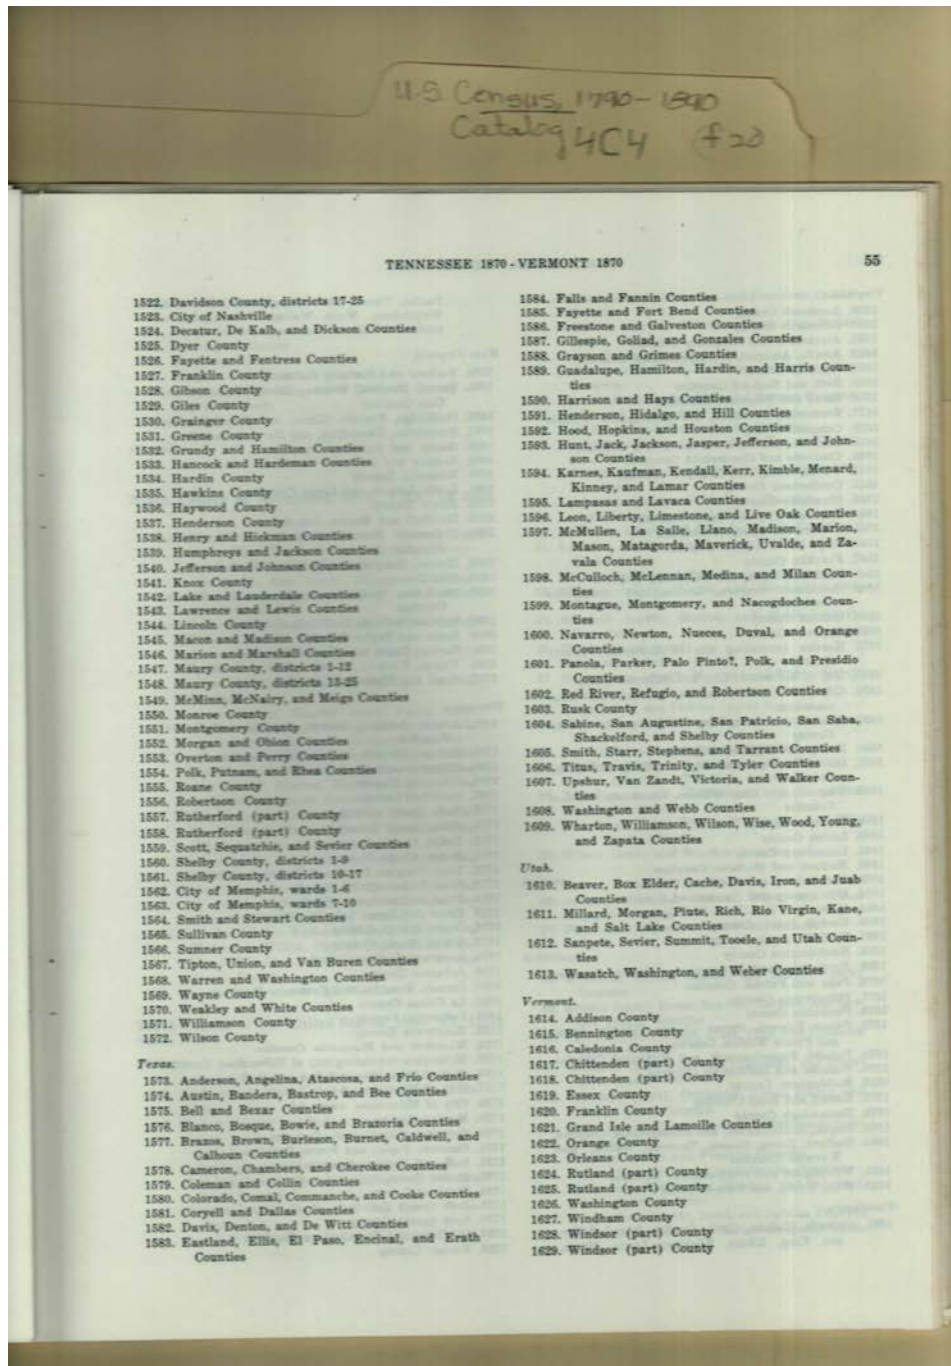 U.S. Census, 1790-1890
Catalog 4C4 f20
TENNESSEE 1870 - VERMONT 1870 55
1522. Davidson County, districts 17-25
1523. City of Nashville
1524. Decatur, De Kalb, and Dickson Counties
1525. Dyer County
1526. Fayette and Fentress Counties
1527. Franklin County
1528. Gibson County
1529. Giles County
1530. Grainger County
1531. Greene County
1532. Grundy and Hamilton Counties
1533. Hancock and Hardeman Counties
1534. Hardin County
1535. Hawkins County
1536. Haywood County
1537. Henderson County
1538. Henry and Hickman Counties
1539. Humphreys and Jackson Counties
1540. Jefferson and Johnson Counties
1541. Knox County
1542. Lake and Lauderdale Counties
1543. Lawrence and Lewis Counties
1544. Lincoln County
1545. Macon and Madison Counties
1546. Marion and Marshall Counties
1547. Maury County, districts 1-12
1548. Maury County, districts 13-25
1549. McMinn, McNairy, and Meigs Counties
1550. Monroe County
1551. Montgomery County
1552. Morgan and Obion Counties
1553. Overton and Perry Counties
1554. Polk, Putnam, and Rhea Counties
1555. Roane County
1556. Robertson County
1557. Rutherford (part) County
1558. Rutherford (part) County
1559. Scott, Sequatchie, and Sevier Counties
1560. Shelby County, districts 1-9
1561. Shelby County, districts 10-17
1562. City of Memphis, wards 1-6
1563. City of Memphis, wards 7-10
1564. Smith and Stewart Counties
1565. Sullivan County
1566. Sumner County
1567. Tipton, Union, and Van Buren Counties
1568. Warren and Washington Counties
1569. Wayne County
1570. Weakley and White Counties
1571. Williamson County
1572. Wilson County
Texas.
1573. Anderson, Angelina, Atascosa, and Frio Counties
1574. Austin, Bandera, Bastrop, and Bee Counties
1575. Bell and Bexar Counties
1576. Blanco, Bosque, Bowie, and Brazoria Counties
1577. Brazos, Brown, Burleson, Burnet, Caldwell, and
Calhoun Counties
1578. Cameron, Chambers, and Cherokee Counties
1579. Coleman and Collin Counties
1580. Colorado, Comal, Commanche, and Cooke Counties
1581. Coryell and Dallas Counties
1582. Davis, Denton, and De Witt Counties
1583. Eastland, Ellis, El Paso, Encinal, and Erath
Counties
1584. Falls and Fannin Counties
1585. Fayette and Fort Bend Counties
1586. Freestone and Galveston Counties
1587. Gillespie, Goliad, and Gonzales Counties
1588. Grayson and Grimes Counties
1589. Guadalupe, Hamilton, Hardin, and Harris Coun-
ties
1590. Harrison and Hays Counties
1591. Henderson, Hidalgo, and Hill Counties
1592. Hood, Hopkins, and Houston Counties
1593. Hunt, Jack, Jackson, Jasper, Jefferson, and John-
son Counties
1594. Karnes, Kaufman, Kendall, Kerr, Kimble, Menard,
Kinney, and Lamar Counties
1595. Lampasas and Lavaca Counties
1596. Leon, Liberty, Limestone, and Live Oak Counties
1597. McMullen, La Salle, Llano, Madison, Marion,
Mason, Matagorda, Maverick, Uvalde, and Za-
vala Counties
1598. McCulloch, McLennan, Medina, and Milan Coun-
ties
1599. Montague, Montgomery, and Nacogdoches Coun-
ties
1600. Navarro, Newton, Nueces, Duval, and Orange
Counties
1601. Panola, Parker, Palo Pinto?, Polk, and Presidio
Counties
1602. Red River, Refugio, and Robertson Counties
1603. Rusk County
1604. Sabine, San Augustine, San Patricio, San Saba,
Shackelford, and Shelby Counties
1605. Smith, Starr, Stephens, and Tarrant Counties
1606. Titus, Travis, Trinity, and Tyler Counties
1607. Upshur, Van Zandt, Victoria, and Walker Coun-
ties
1608. Washington and Webb Counties
1609. Wharton, Williamson, Wilson, Wise, Wood, Young,
and Zapata Counties
Utah.
1610. Beaver, Box Elder, Cache, Davis, Iron, and Juab
Counties
1611. Millard, Morgan, Piute, Rich, Rio Virgin, Kane,
and Salt Lake Counties
1612. Sanpete, Sevier, Summit, Tooele, and Utah Coun-
ties
1613. Wasatch, Washington, and Weber Counties
Vermont.
1614. Addison County
1615. Bennington County
1616. Caledonia County
1617. Chittenden (part) County
1618. Chittenden (part) County
1619. Essex County
1620. Franklin County
1621. Grand Isle and Lamoille Counties
1622. Orange County
1623. Orleans County
1624. Rutland (part) County
1625. Rutland (part) County
1626. Washington County
1627. Windham County
1628. Windsor (part) County
1629. Windsor (part) County